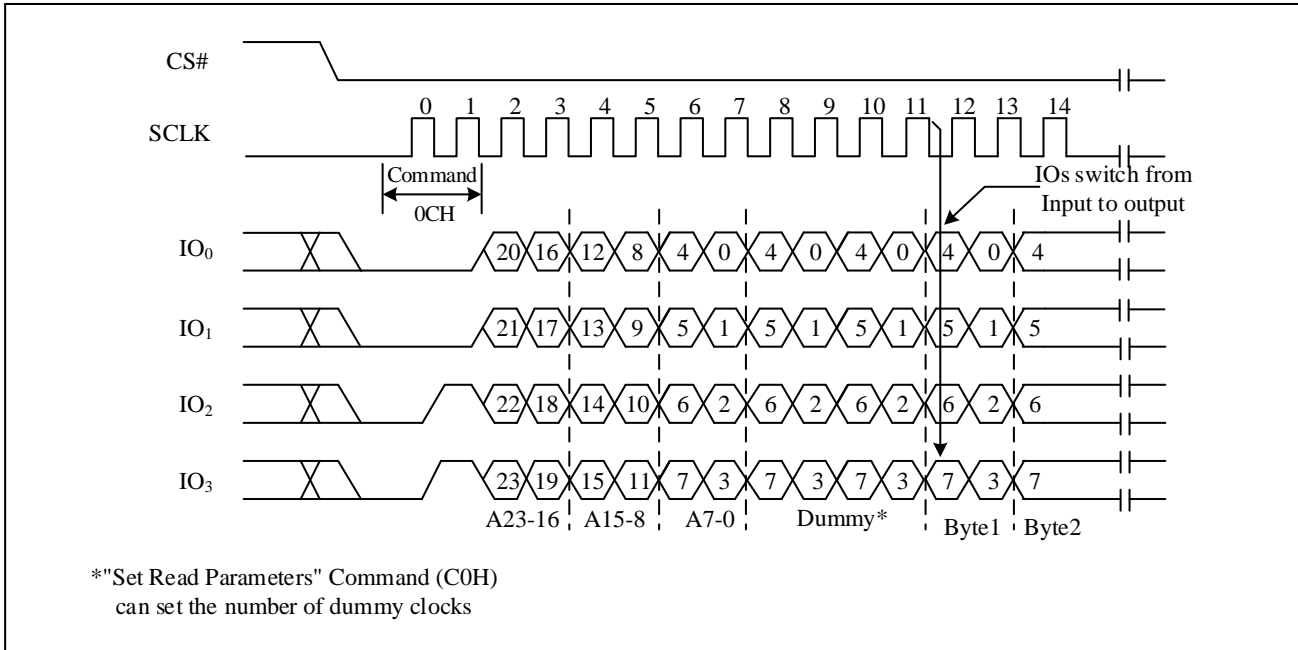 CS#
0 1 2 3 4 5 6 7 8 9 10 11 12 13 14
SCLK
Command
0CH
IOs switch from
Input to output
IO0 20 16 12 8 4 0 4 0 4 0 4 0 4
IO1 21 17 13 9 5 1 5 1 5 1 5 1 5
IO2 22 18 14 10 6 2 6 2 6 2 6 2 6
IO3 23 19 15 11 7 3 7 3 7 3 7 3 7
A23-16 A15-8 A7-0 Dummy* Byte1 Byte2
*"Set Read Parameters" Command (C0H)
can set the number of dummy clocks